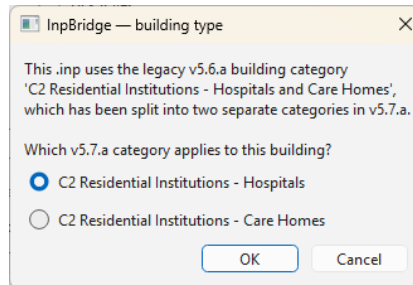 InpBridge — building type
This .inp uses the legacy v5.6.a building category
'C2 Residential Institutions - Hospitals and Care Homes',
which has been split into two separate categories in v5.7.a.
Which v5.7.a category applies to this building?
C2 Residential Institutions - Hospitals
C2 Residential Institutions - Care Homes
OK Cancel